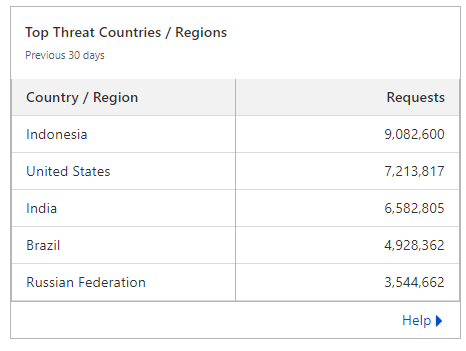 Top Threat Countries / Regions
Previous 30 days
Country / Region Requests
Indonesia 9,082,600
United States 7,213,817
India 6,582,805
Brazil 4,928,362
Russian Federation 3,544,662
Help